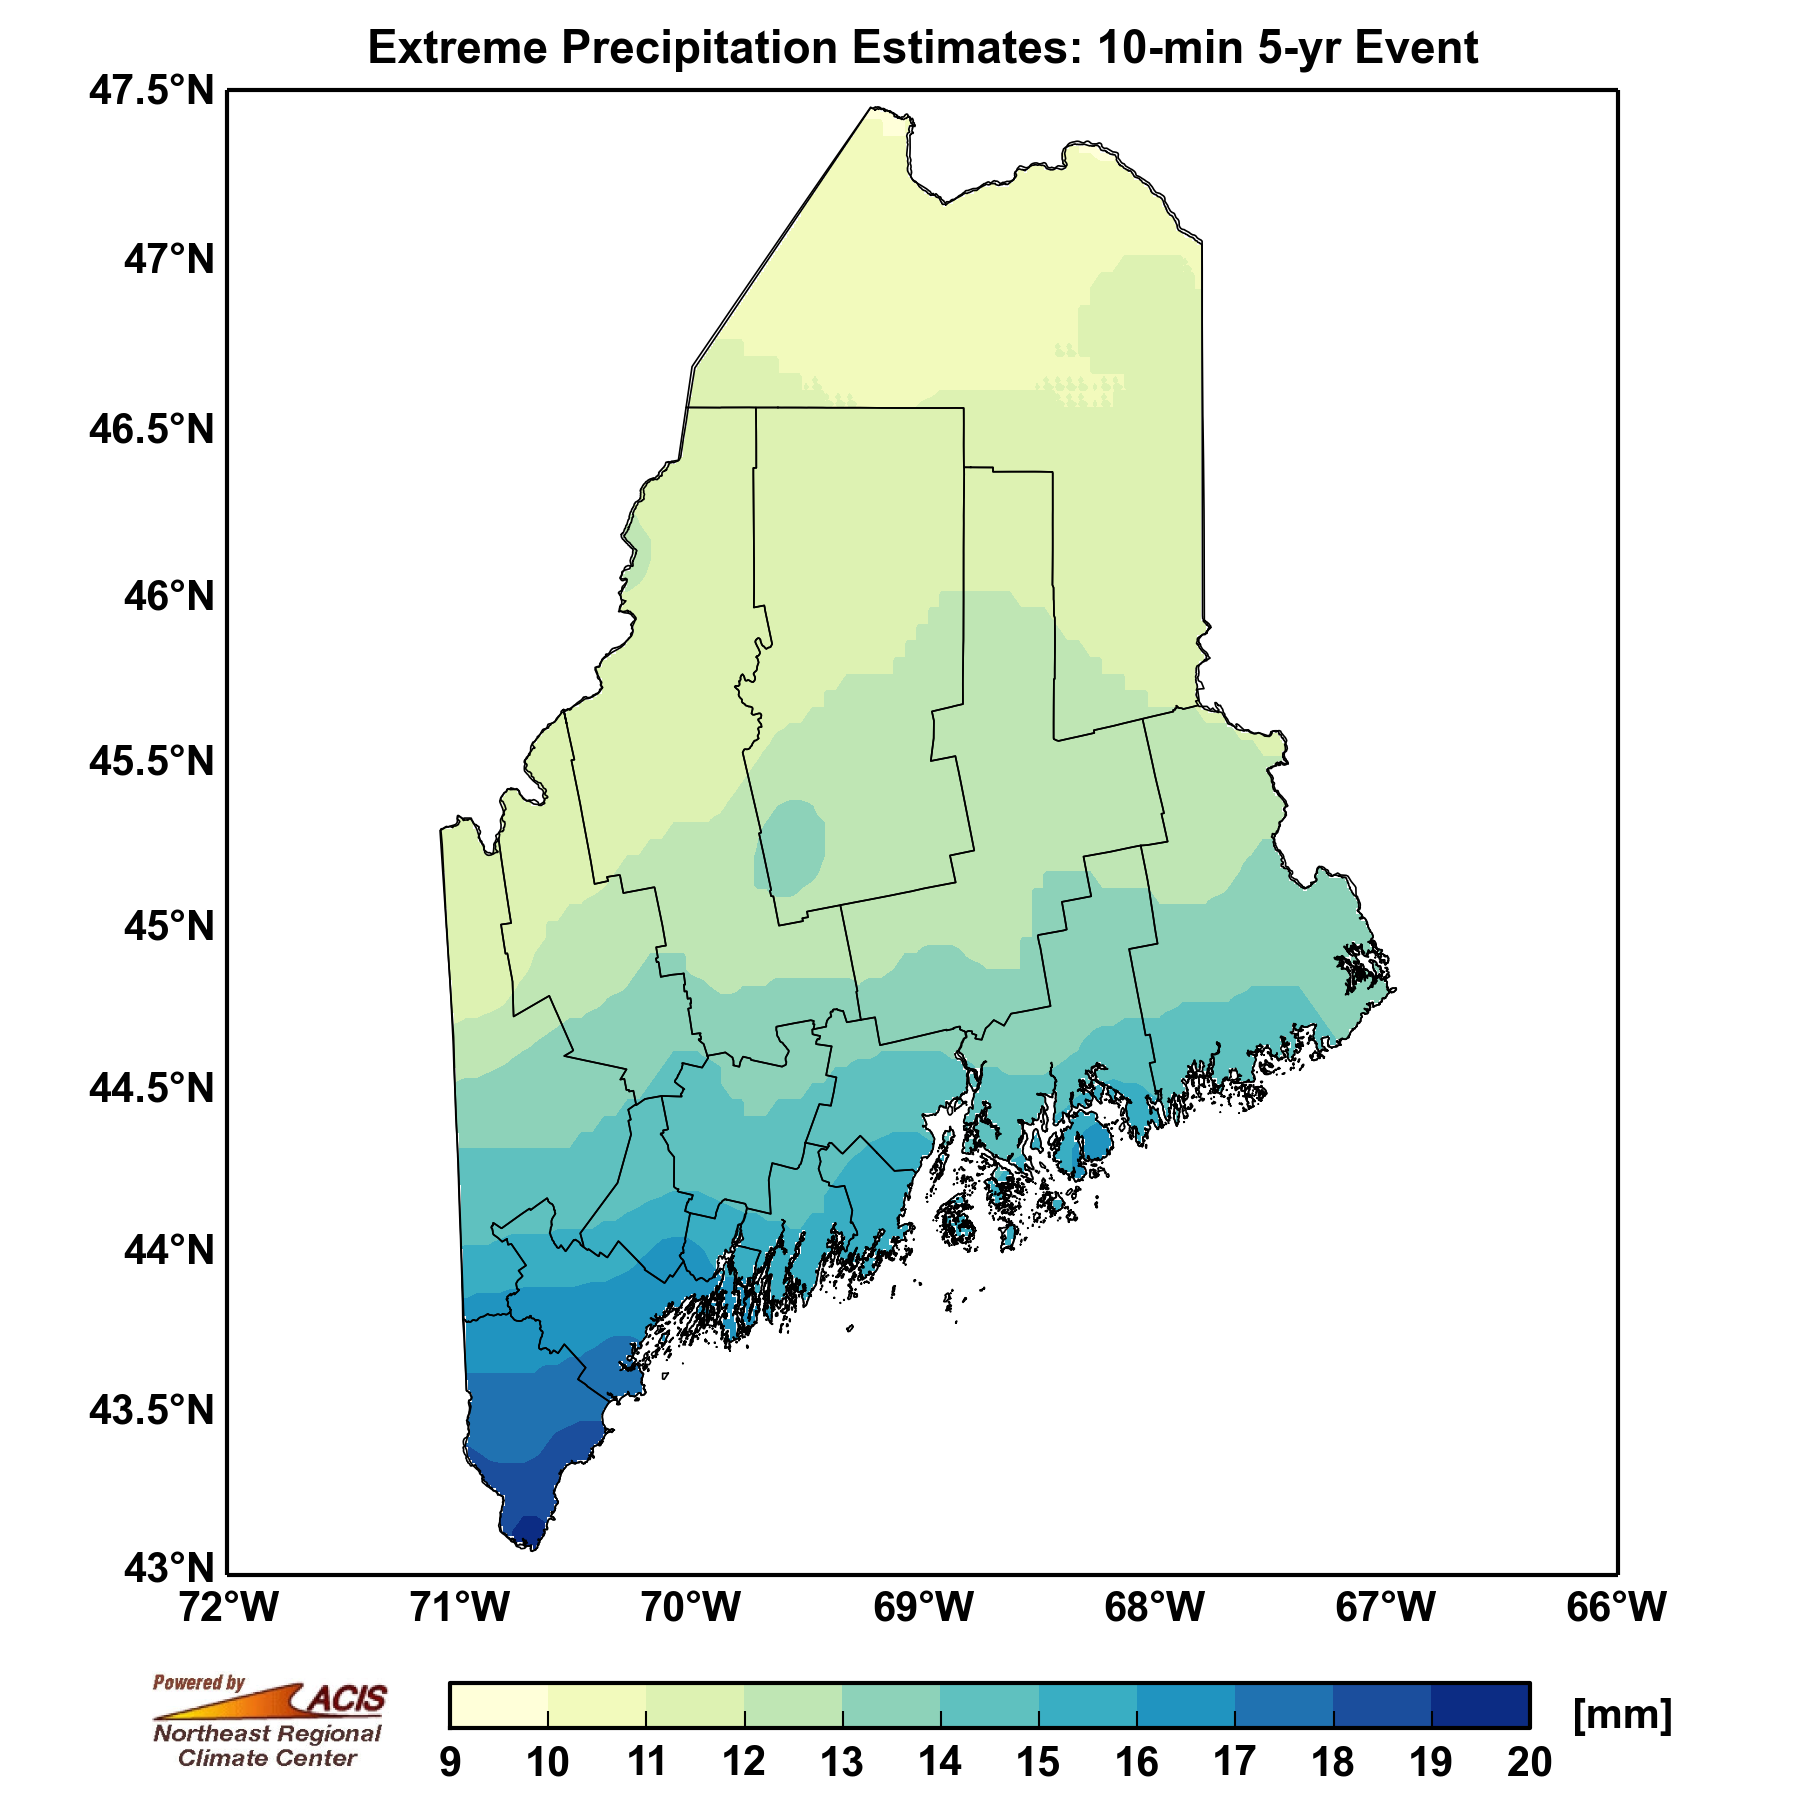 Extreme Precipitation Estimates: 10-min 5-yr Event
47.5°N
47°N
46.5°N
46°N
45.5°N
45°N
44.5°N
44°N
43.5°N
43°N
72°W 71°W 70°W 69°W 68°W 67°W 66°W
Powered by
ACIS
Northeast Regional
Climate Center
[mm]
9 10 11 12 13 14 15 16 17 18 19 20